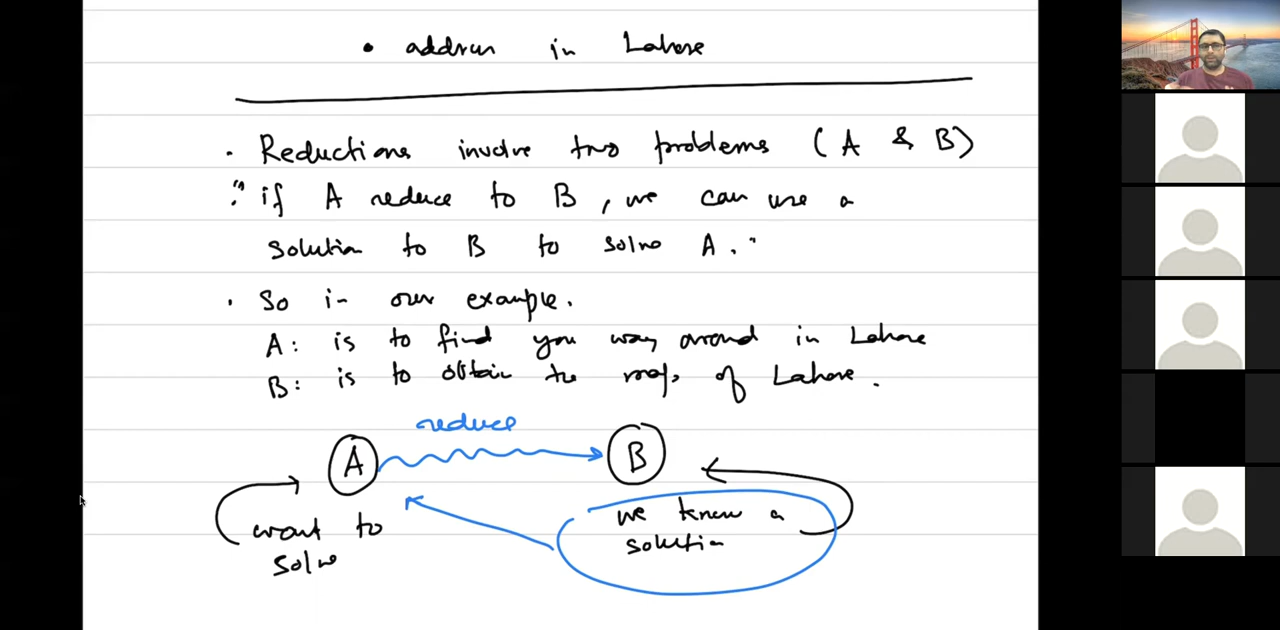 • address in Lahore
• Reductions involve two problems (A & B)
• "if A reduce to B, we can use a
solution to B to solve A."
• So in our example.
A: is to find you way around in Lahore
B: is to obtain the map of Lahore.
reduce
A
B
want to
solve
we know a
solution